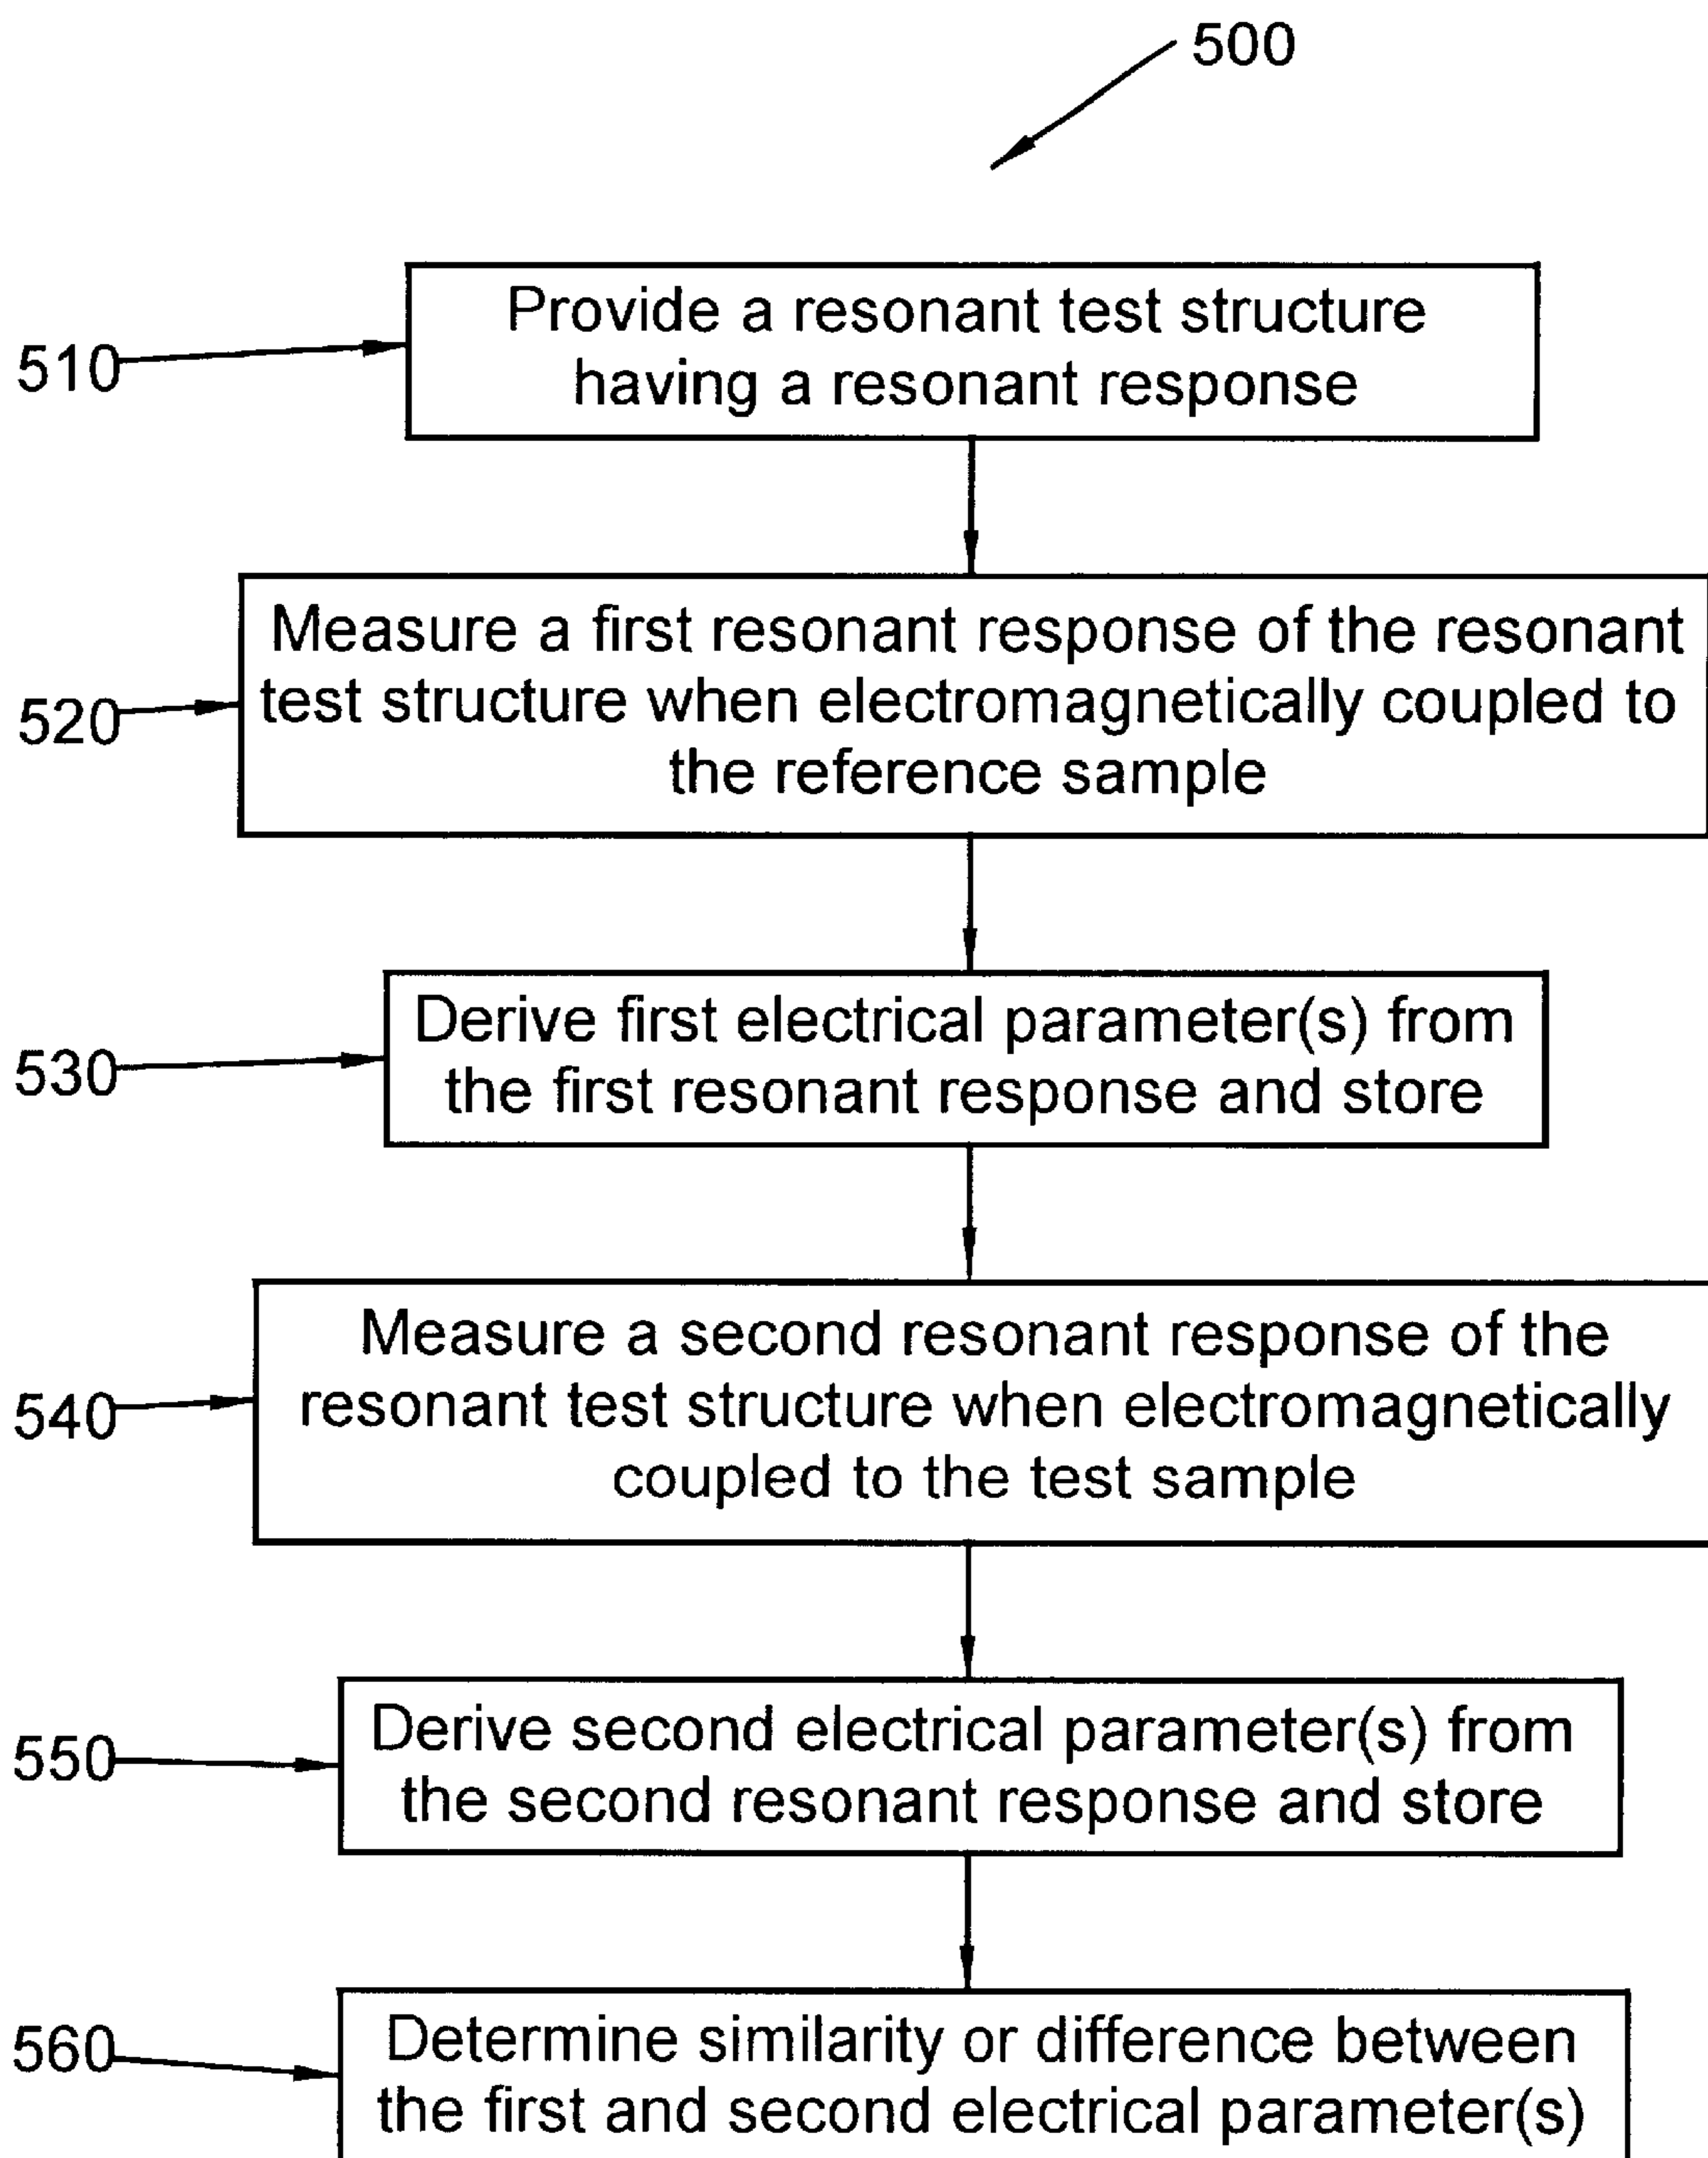 500
510
Provide a resonant test structure
having a resonant response
520
Measure a first resonant response of the resonant
test structure when electromagnetically coupled to
the reference sample
530
Derive first electrical parameter(s) from
the first resonant response and store
540
Measure a second resonant response of the
resonant test structure when electromagnetically
coupled to the test sample
550
Derive second electrical parameter(s) from
the second resonant response and store
560
Determine similarity or difference between
the first and second electrical parameter(s)